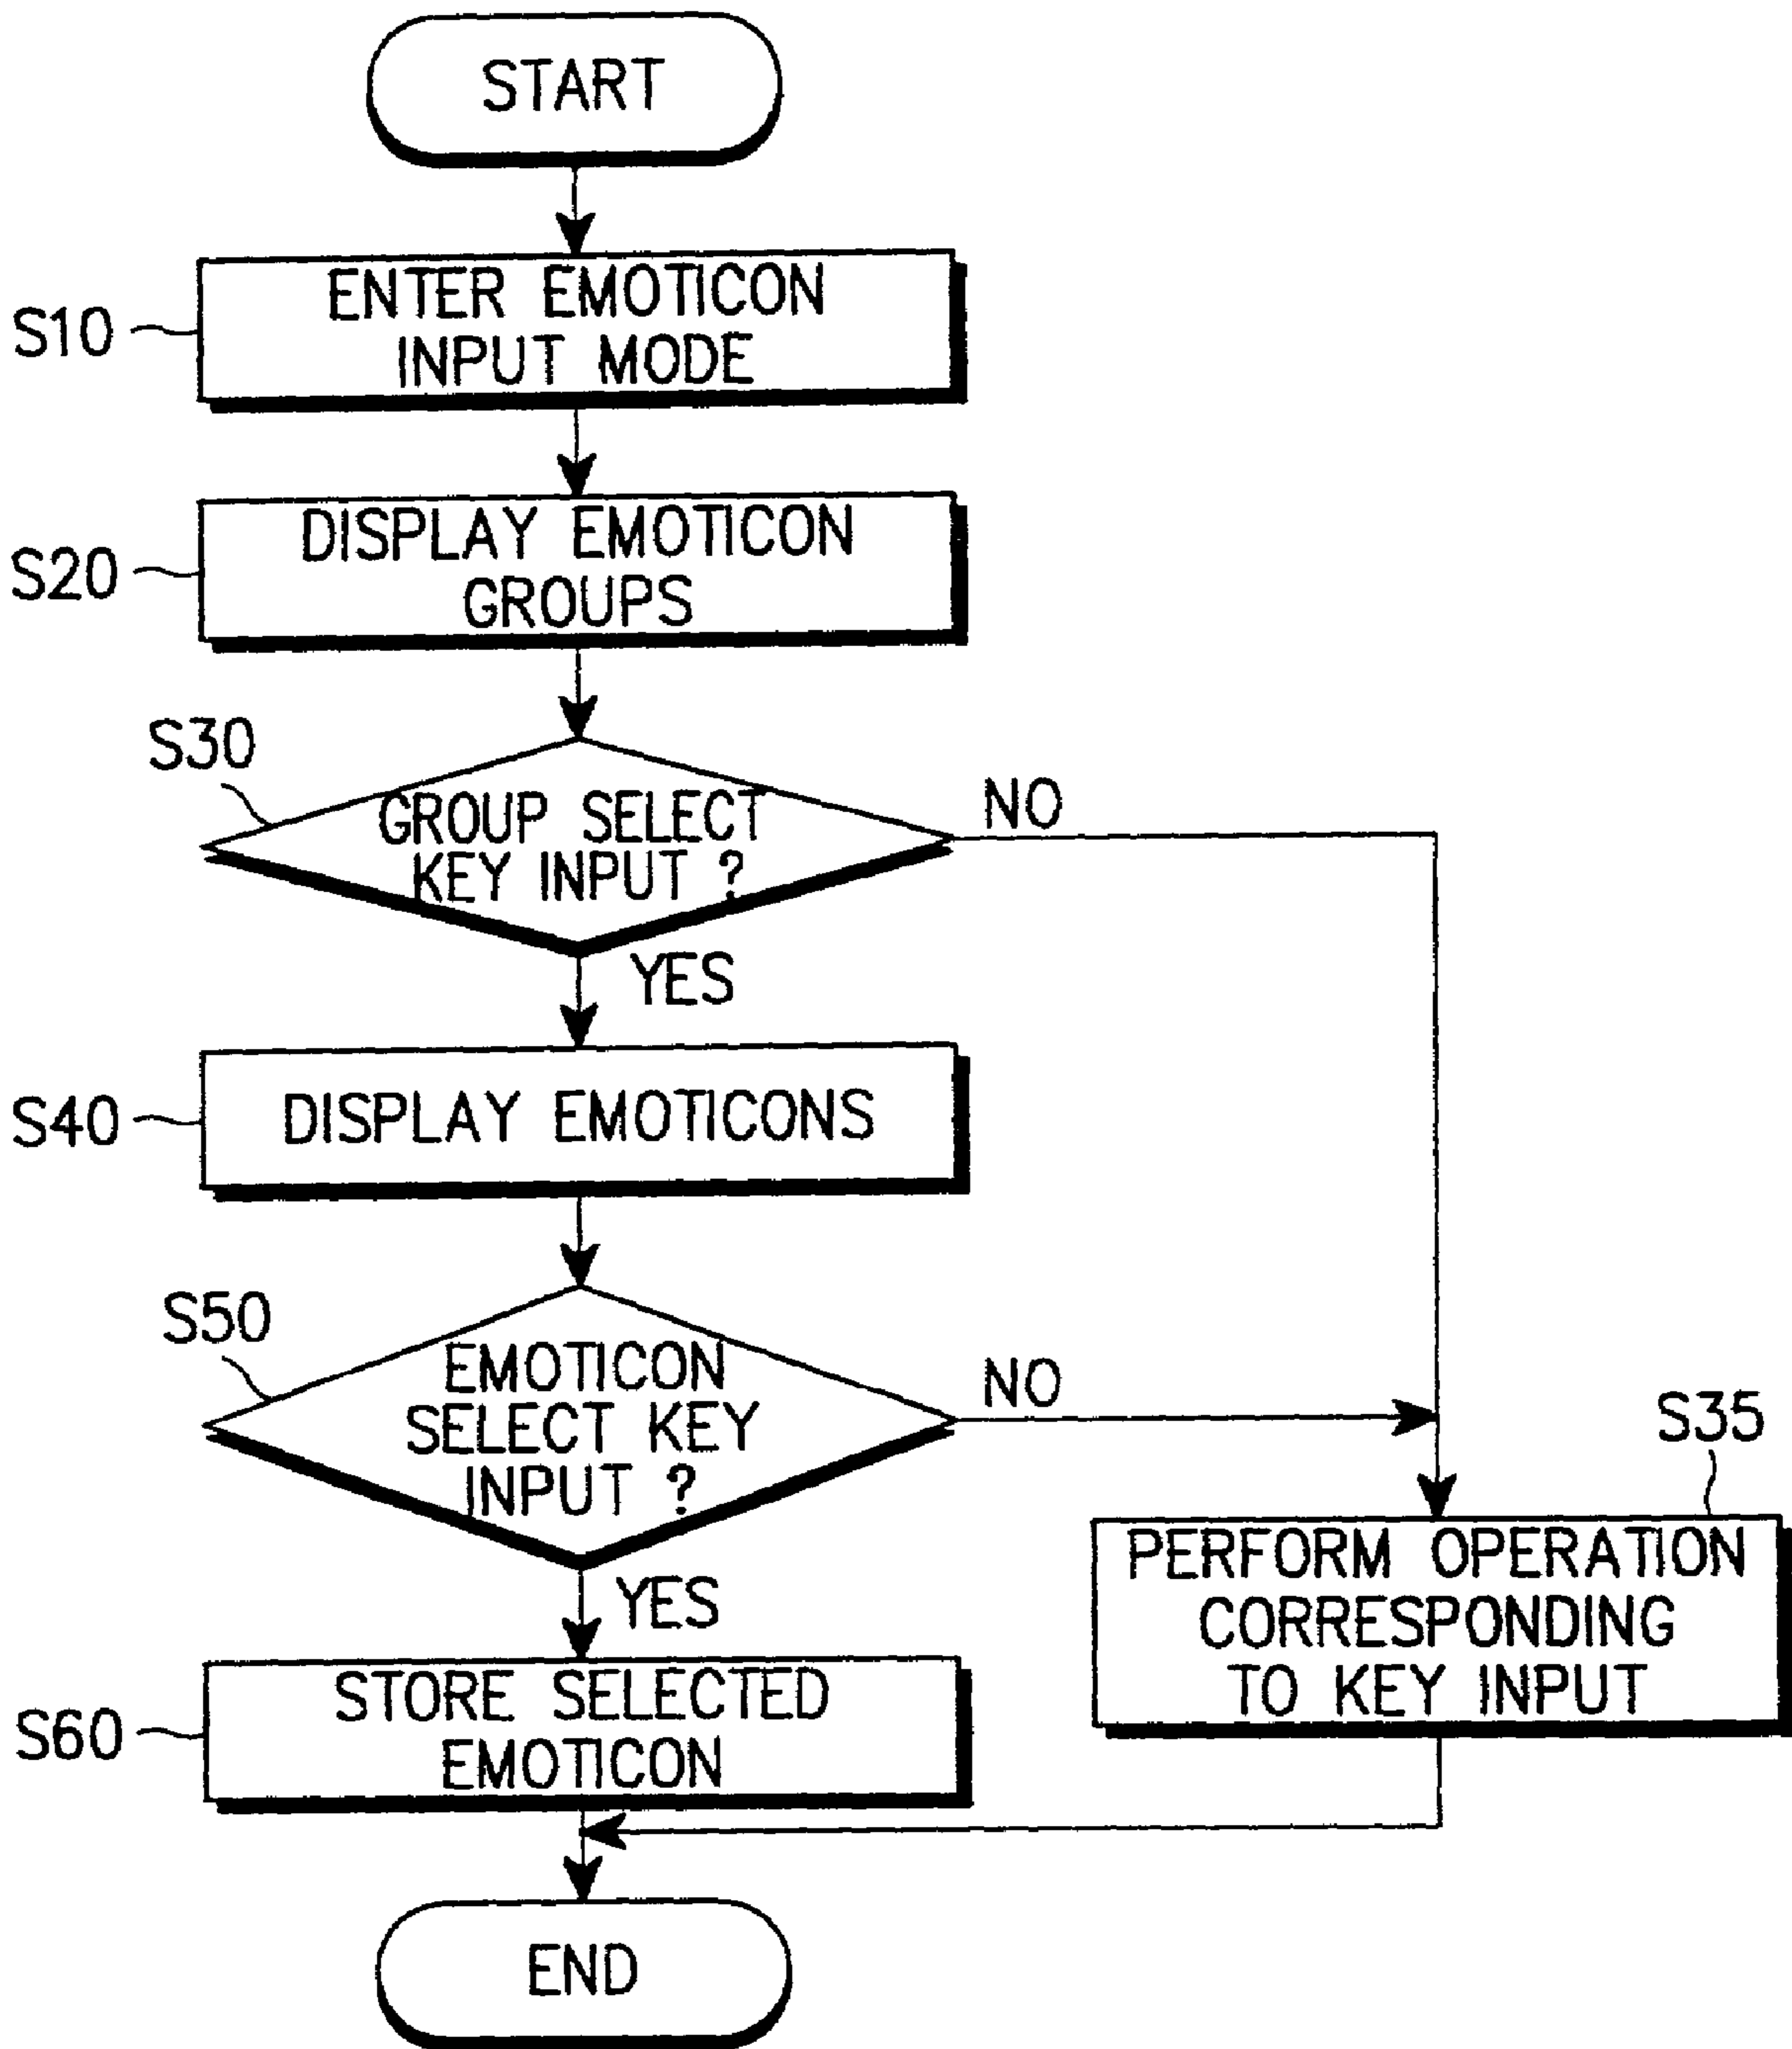 START
S10
ENTER EMOTICON
INPUT MODE
S20
DISPLAY EMOTICON
GROUPS
S30
GROUP SELECT
KEY INPUT ?
NO
YES
S40
DISPLAY EMOTICONS
S50
EMOTICON
SELECT KEY
INPUT ?
NO
YES
S35
PERFORM OPERATION
CORRESPONDING
TO KEY INPUT
S60
STORE SELECTED
EMOTICON
END